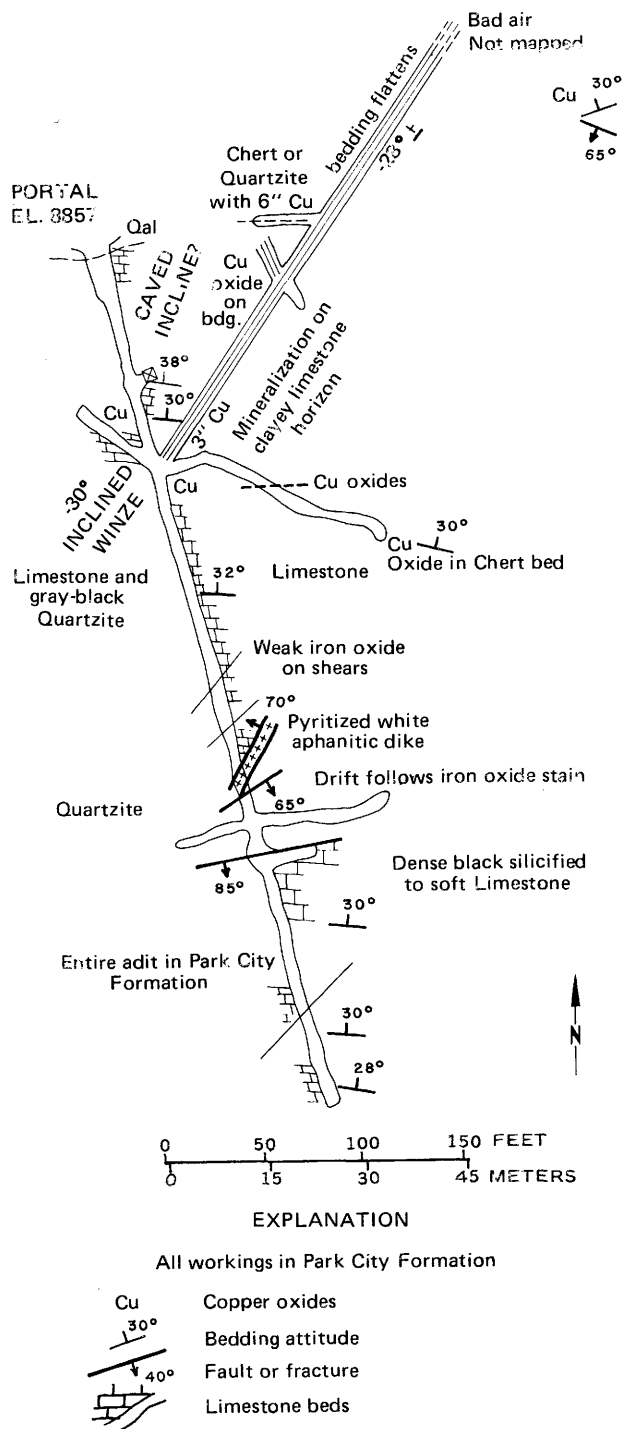 Bad air
Not mapped
Cu
30°
65°
bedding flattens
-23°
Chert or
Quartzite
with 6" Cu
PORTAL
EL. 8857
Qal
CAVED
INCLINE?
Cu
oxide
on
bdg.
Mineralization on
clayey limestone
horizon
38°
30°
3" Cu
Cu
-30°
INCLINED
WINZE
Cu
Cu oxides
Cu
30°
Oxide in Chert bed
Limestone and
gray-black
Quartzite
32°
Limestone
Weak iron oxide
on shears
70°
Pyritized white
aphanitic dike
Drift follows iron oxide stain
65°
Quartzite
85°
Dense black silicified
to soft Limestone
30°
Entire adit in Park City
Formation
30°
28°
N
0 50 100 150 FEET
0 15 30 45 METERS
EXPLANATION
All workings in Park City Formation
Cu Copper oxides
30° Bedding attitude
40° Fault or fracture
Limestone beds